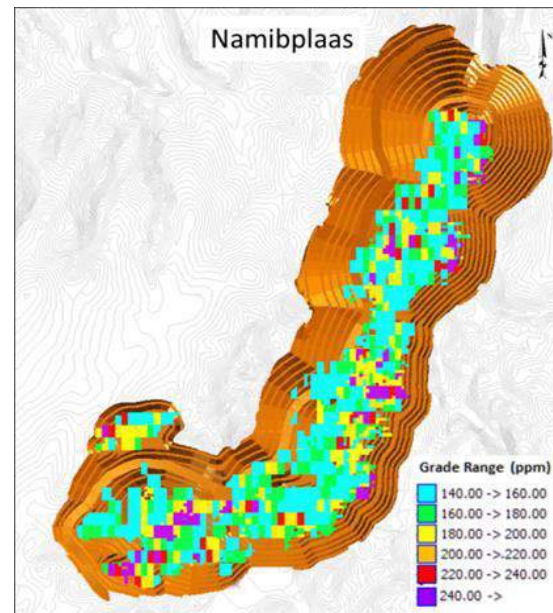 Namibplaas
Grade Range (ppm)
140.00 -> 160.00
160.00 -> 180.00
180.00 -> 200.00
200.00 -> 220.00
220.00 -> 240.00
240.00 ->